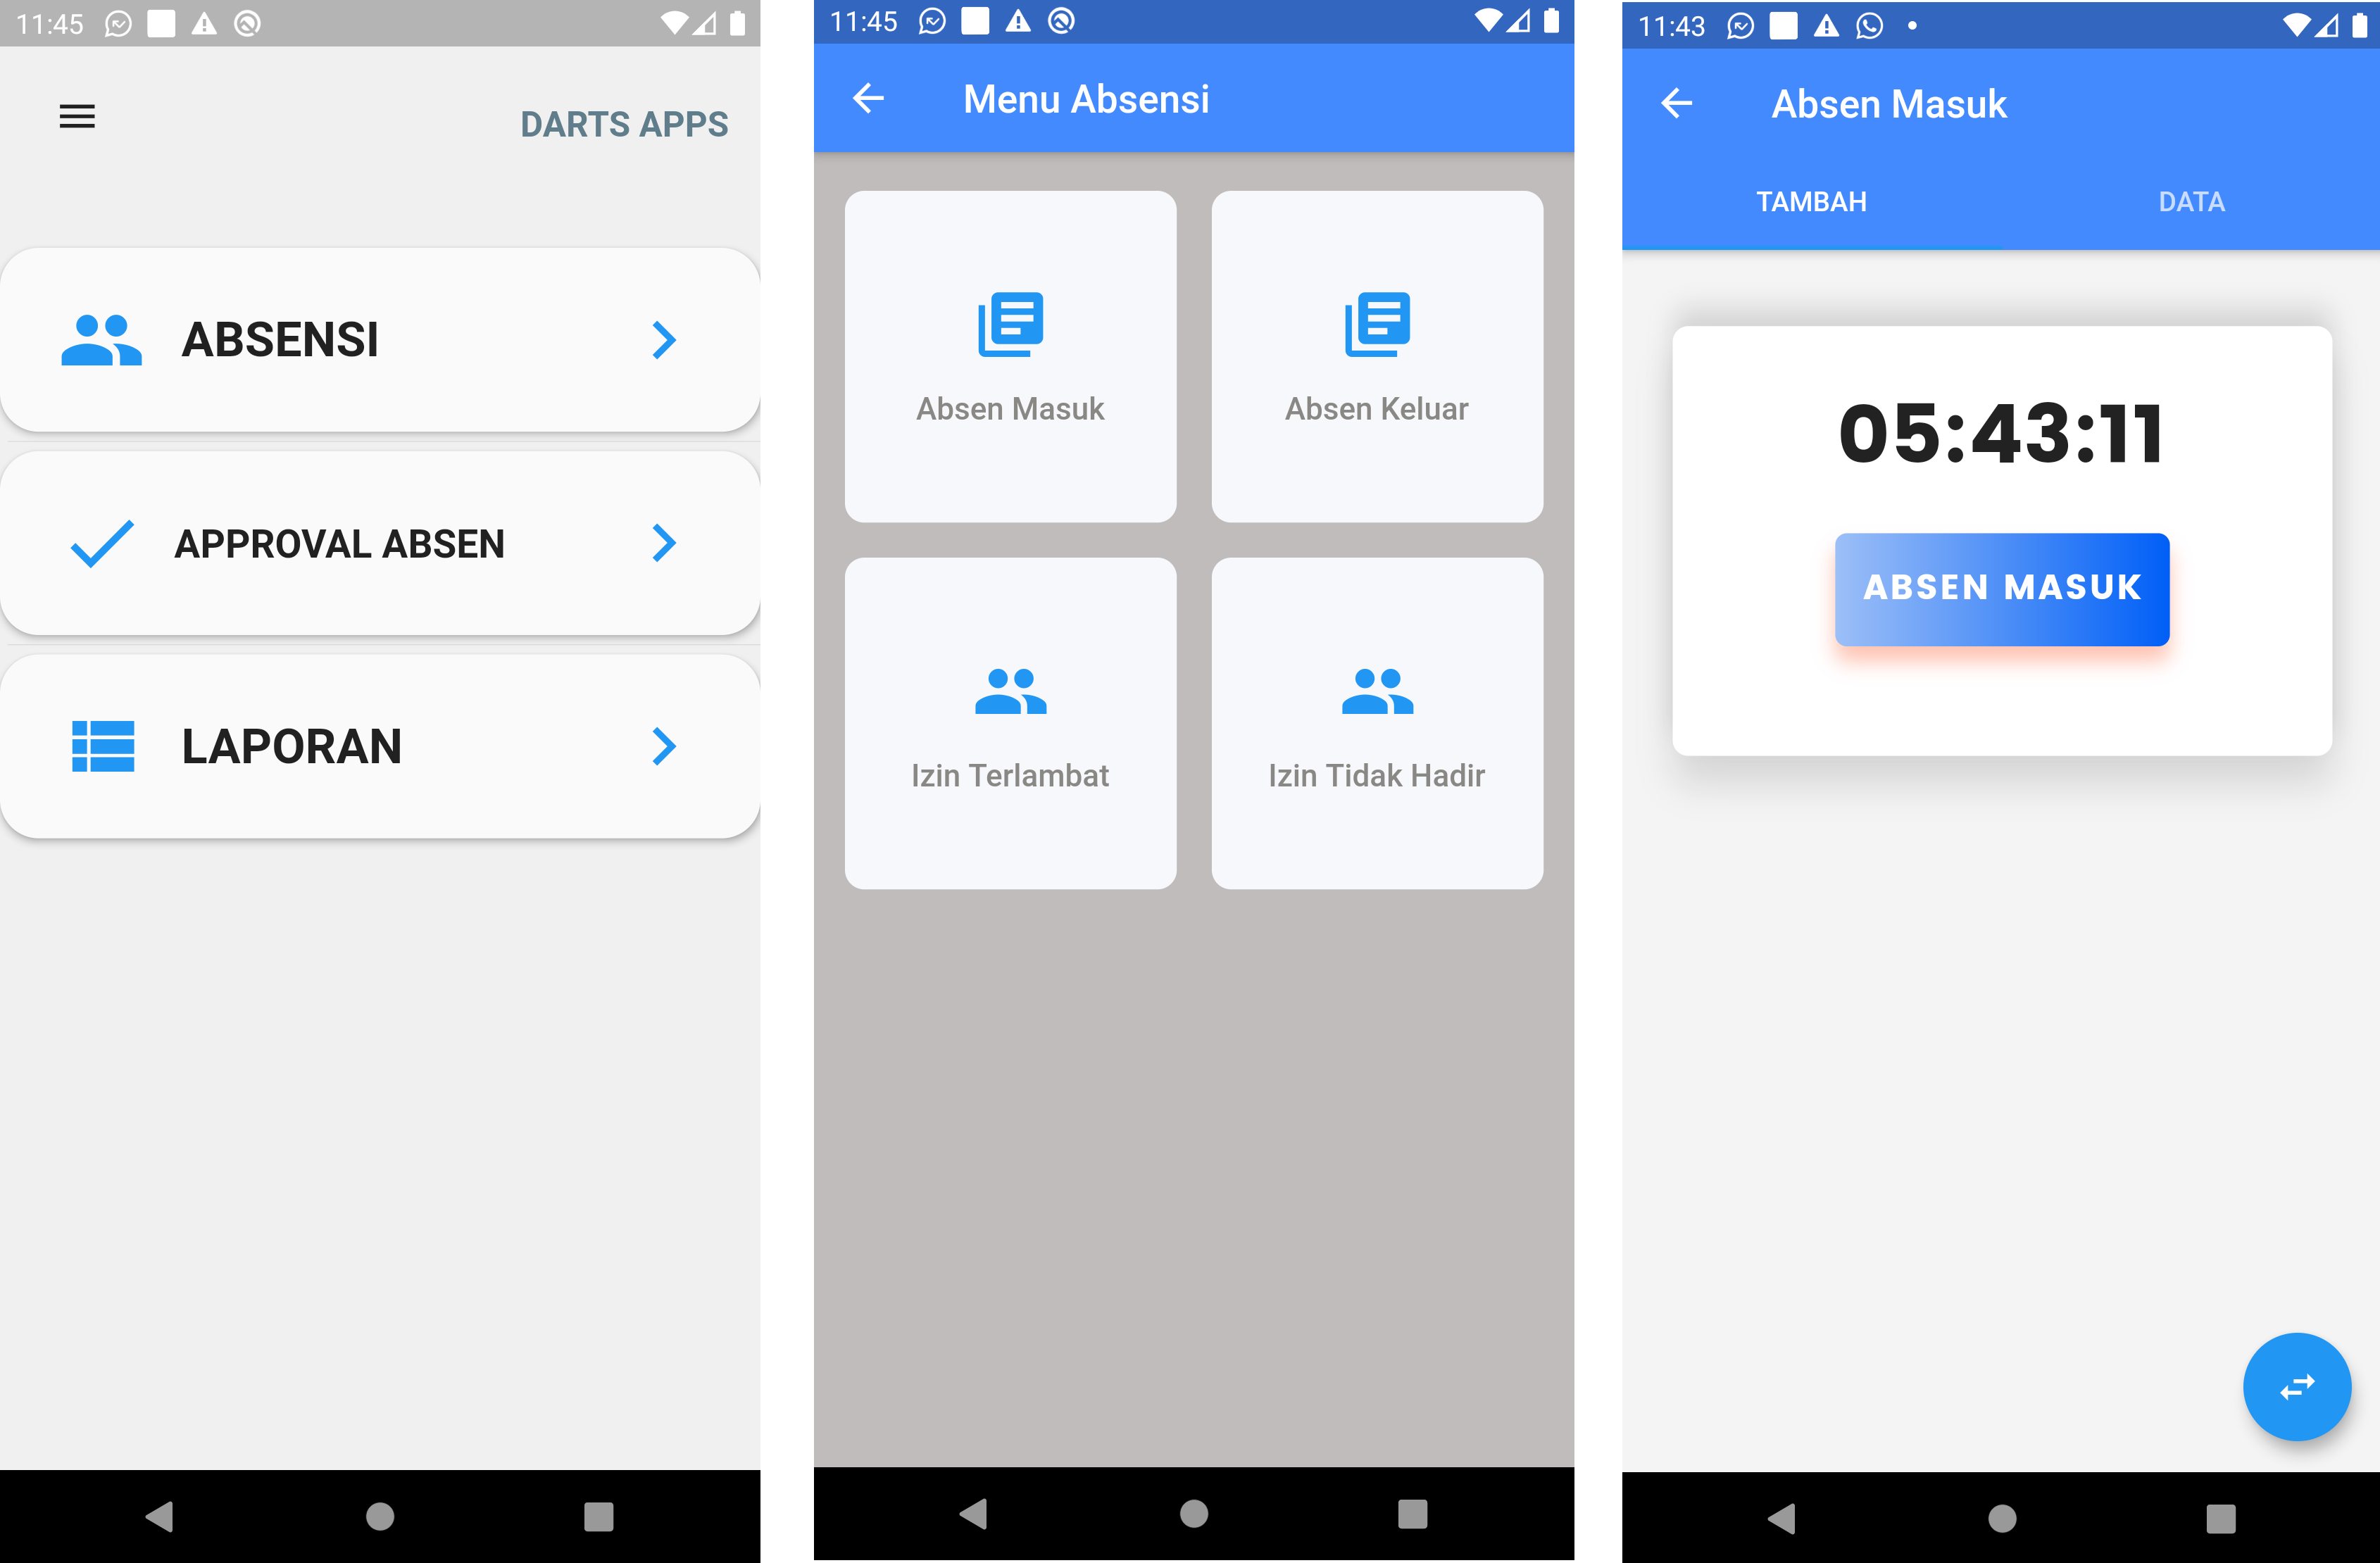 11:45
DARTS APPS
ABSENSI
APPROVAL ABSEN
LAPORAN
11:45
Menu Absensi
Absen Masuk
Absen Keluar
Izin Terlambat
Izin Tidak Hadir
11:43
Absen Masuk
TAMBAH
DATA
05:43:11
ABSEN MASUK